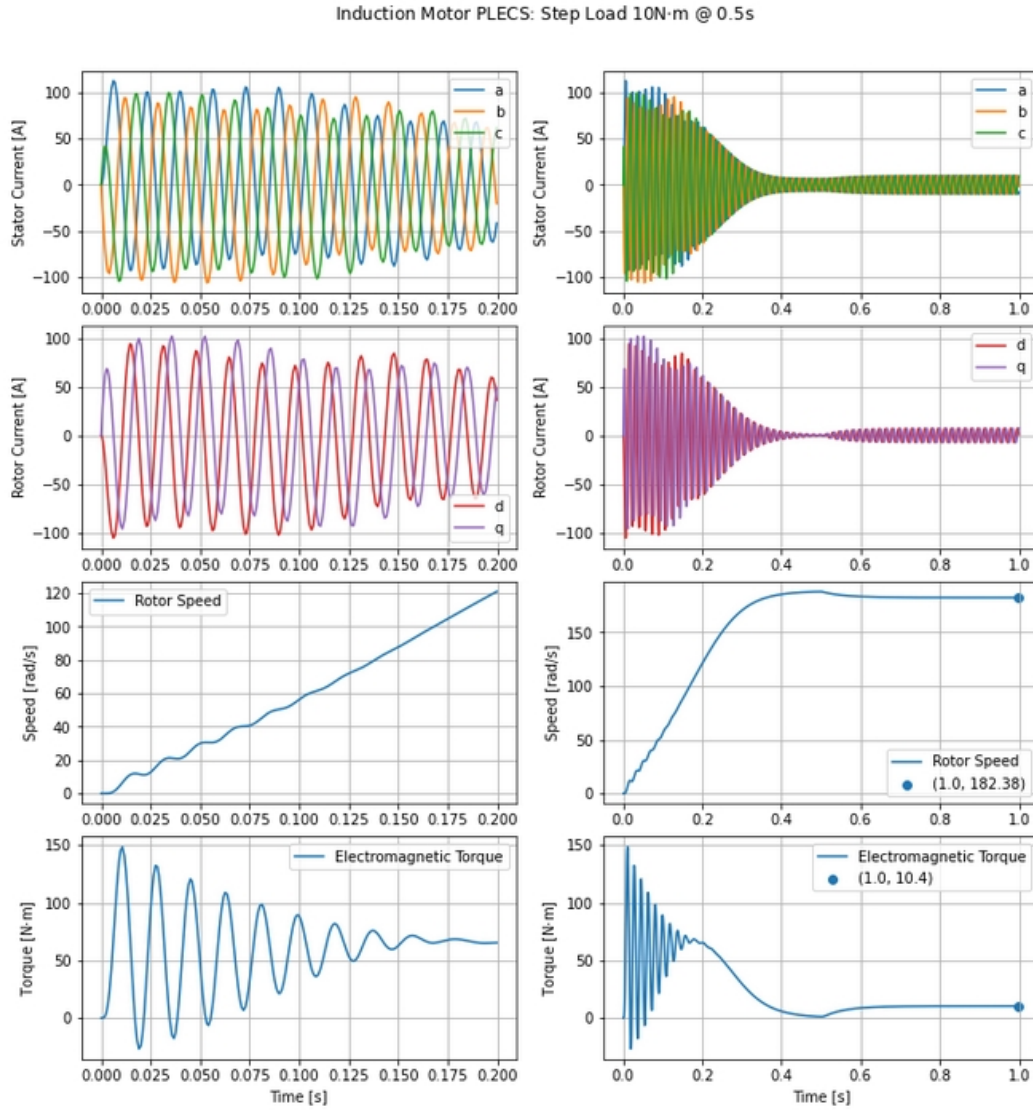 Induction Motor PLECS: Step Load 10N·m @ 0.5s
Stator Current [A]
100
50
0
−50
−100
a
b
c
0.000 0.025 0.050 0.075 0.100 0.125 0.150 0.175 0.200
Stator Current [A]
100
50
0
−50
−100
a
b
c
0.0 0.2 0.4 0.6 0.8 1.0
Rotor Current [A]
100
50
0
−50
−100
d
q
0.000 0.025 0.050 0.075 0.100 0.125 0.150 0.175 0.200
Rotor Current [A]
100
50
0
−50
−100
d
q
0.0 0.2 0.4 0.6 0.8 1.0
Speed [rad/s]
120
100
80
60
40
20
0
Rotor Speed
0.000 0.025 0.050 0.075 0.100 0.125 0.150 0.175 0.200
Speed [rad/s]
150
100
50
0
Rotor Speed
(1.0, 182.38)
0.0 0.2 0.4 0.6 0.8 1.0
Torque [N·m]
150
100
50
0
Electromagnetic Torque
0.000 0.025 0.050 0.075 0.100 0.125 0.150 0.175 0.200
Time [s]
Torque [N·m]
150
100
50
0
Electromagnetic Torque
(1.0, 10.4)
0.0 0.2 0.4 0.6 0.8 1.0
Time [s]